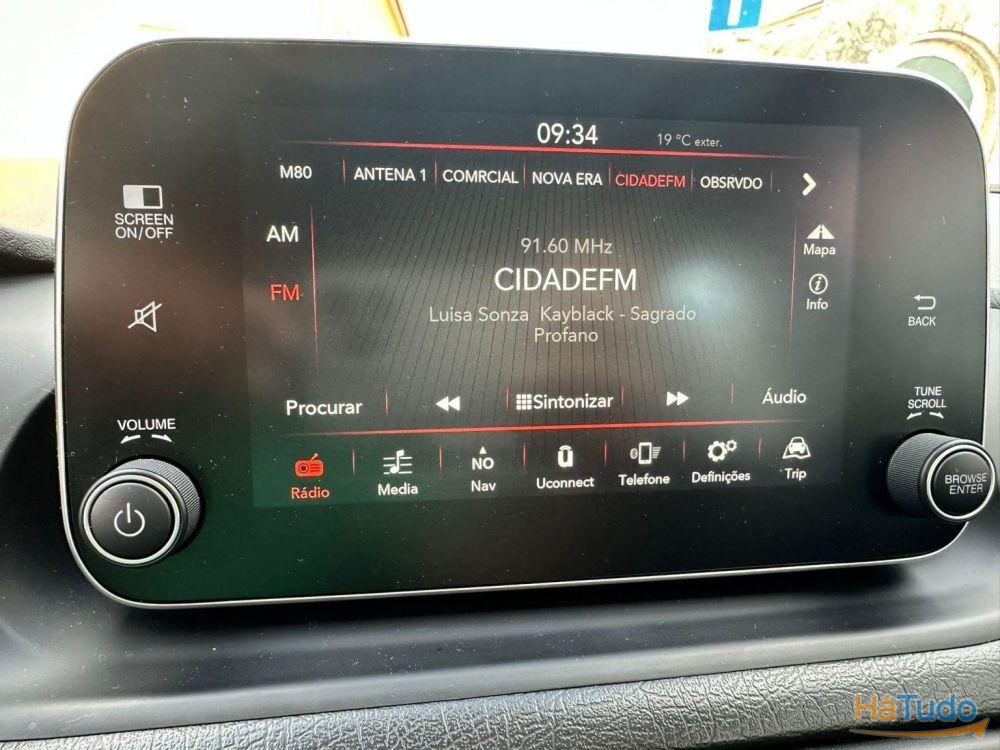 09:34
19 °C exter.
M80 ANTENA 1 COMRCIAL NOVA ERA CIDADEFM OBSRVDO
SCREEN
ON/OFF
AM
FM
91.60 MHz
CIDADEFM
Luisa Sonza Kayblack - Sagrado
Profano
Mapa
Info
BACK
Procurar Sintonizar Áudio
VOLUME
TUNE
SCROLL
Rádio Media NO Nav Uconnect Telefone Definições Trip
BROWSE
ENTER
HáTudo